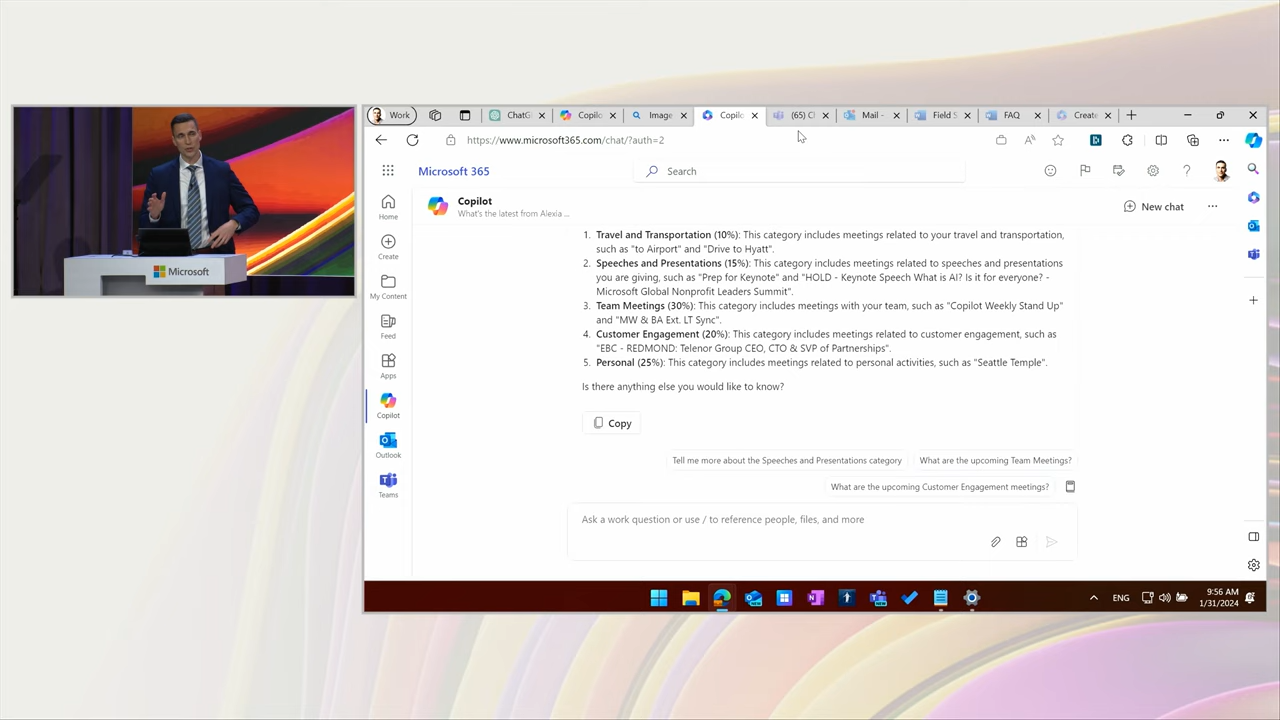 Microsoft
Work
ChatG
Copilo
Image
Copilo
(65) C
Mail -
Field S
FAQ
Create
https://www.microsoft365.com/chat/?auth=2
Microsoft 365
Search
Home
Create
My Content
Feed
Apps
Copilot
Outlook
Teams
Copilot
What's the latest from Alexia ...
New chat
1. Travel and Transportation (10%): This category includes meetings related to your travel and transportation,
such as "to Airport" and "Drive to Hyatt".
2. Speeches and Presentations (15%): This category includes meetings related to speeches and presentations
you are giving, such as "Prep for Keynote" and "HOLD - Keynote Speech What is AI? Is it for everyone? -
Microsoft Global Nonprofit Leaders Summit".
3. Team Meetings (30%): This category includes meetings with your team, such as "Copilot Weekly Stand Up"
and "MW & BA Ext. LT Sync".
4. Customer Engagement (20%): This category includes meetings related to customer engagement, such as
"EBC - REDMOND: Telenor Group CEO, CTO & SVP of Partnerships".
5. Personal (25%): This category includes meetings related to personal activities, such as "Seattle Temple".
Is there anything else you would like to know?
Copy
Tell me more about the Speeches and Presentations category
What are the upcoming Team Meetings?
What are the upcoming Customer Engagement meetings?
Ask a work question or use / to reference people, files, and more
ENG
9:56 AM
1/31/2024